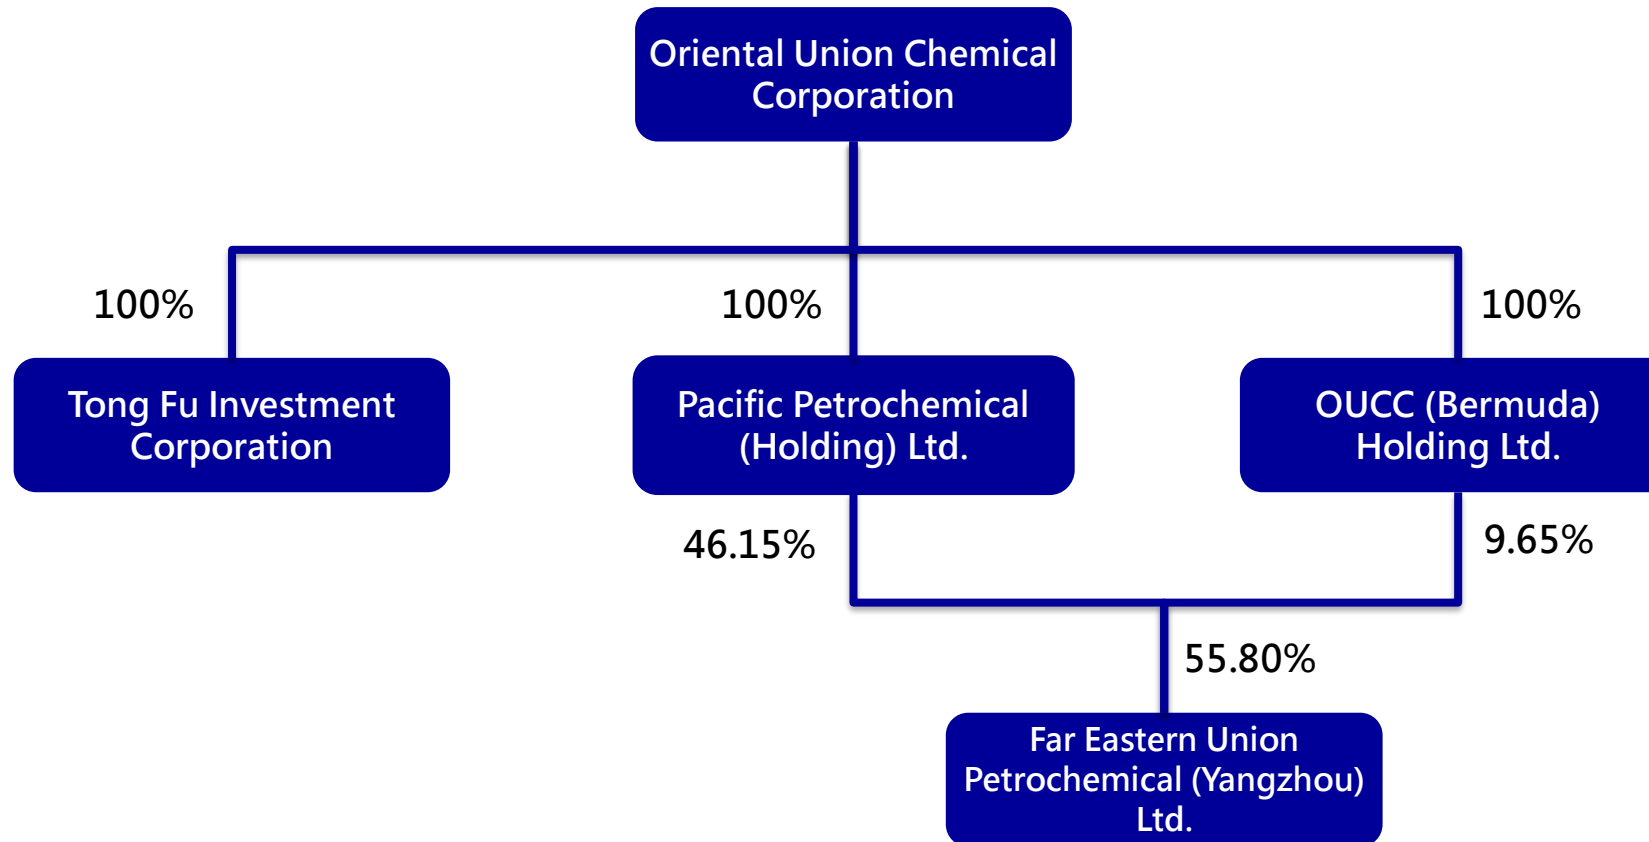 Oriental Union Chemical
Corporation
100%
100%
100%
Tong Fu Investment
Corporation
Pacific Petrochemical
(Holding) Ltd.
OUCC (Bermuda)
Holding Ltd.
46.15%
9.65%
55.80%
Far Eastern Union
Petrochemical (Yangzhou)
Ltd.